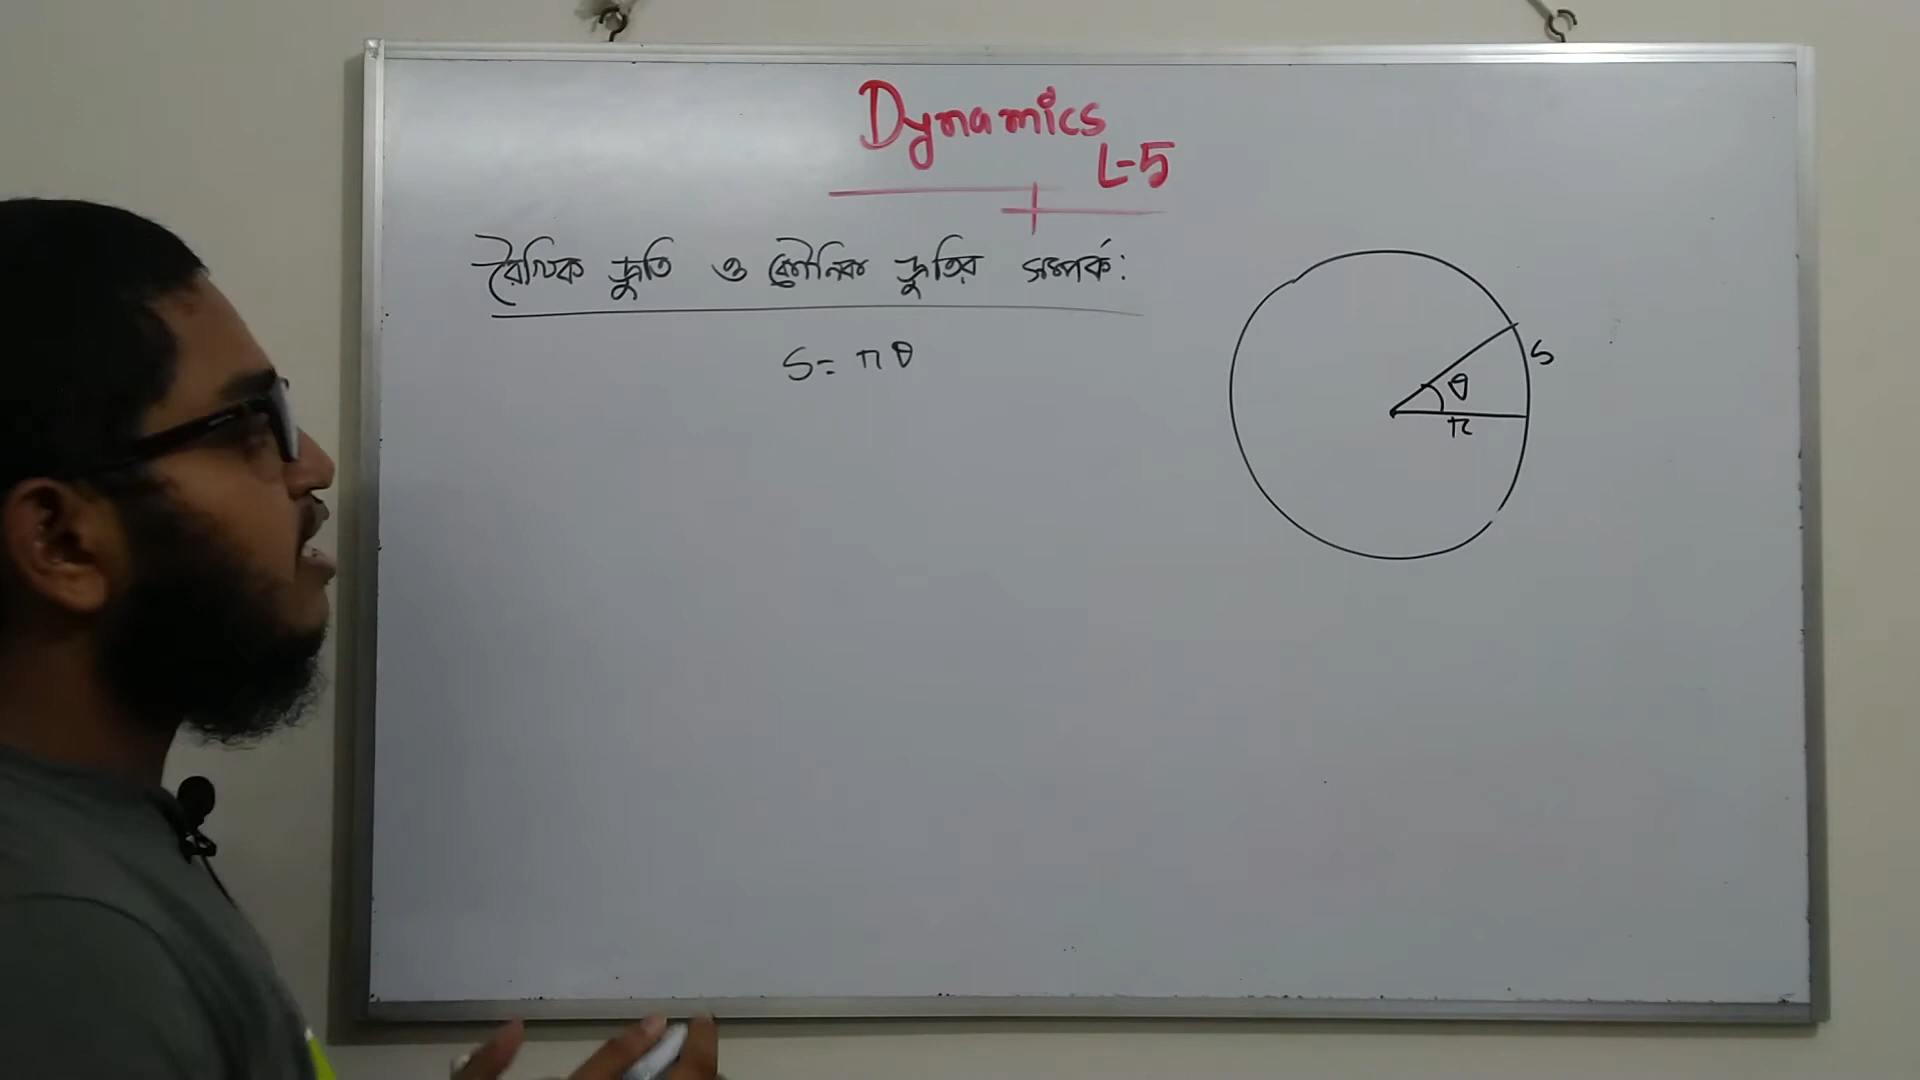 Dynamics
L-5
রৈখিক দ্রুতি ও কৌনিক দ্রুতির সম্পর্ক:
S = rθ
S
θ
r